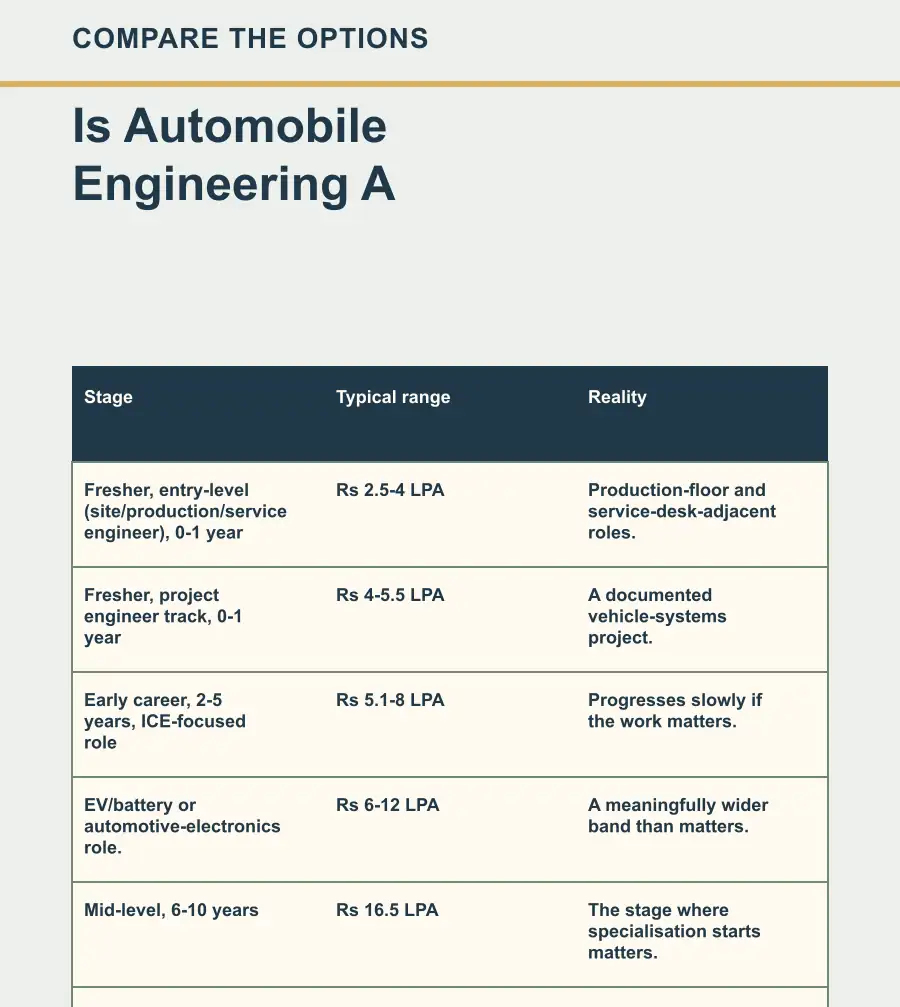 COMPARE THE OPTIONS
Is Automobile
Engineering A
Stage
Typical range
Reality
Fresher, entry-level
(site/production/service
engineer), 0-1 year
Rs 2.5-4 LPA
Production-floor and
service-desk-adjacent
roles.
Fresher, project
engineer track, 0-1
year
Rs 4-5.5 LPA
A documented
vehicle-systems
project.
Early career, 2-5
years, ICE-focused
role
Rs 5.1-8 LPA
Progresses slowly if
the work matters.
EV/battery or
automotive-electronics
role.
Rs 6-12 LPA
A meaningfully wider
band than matters.
Mid-level, 6-10 years
Rs 16.5 LPA
The stage where
specialisation starts
matters.